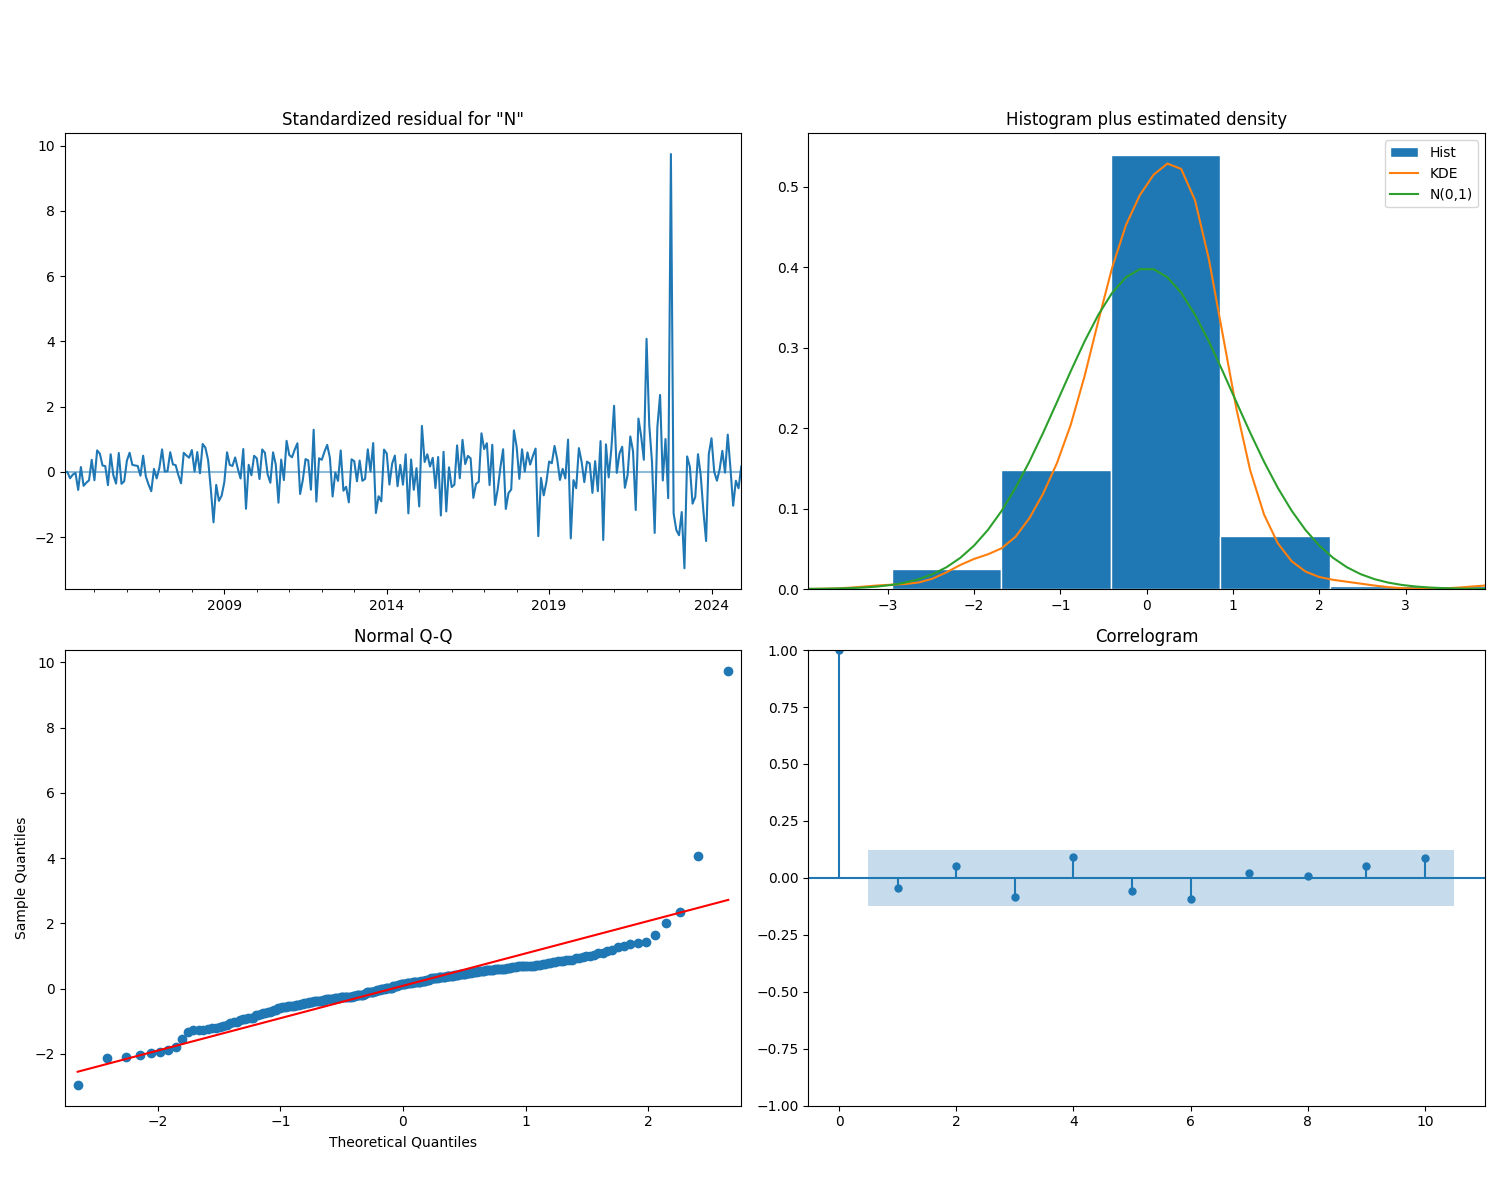 Standardized residual for "N"
10
8
6
4
2
0
−2
2009 2014 2019 2024
Histogram plus estimated density
Hist
KDE
N(0,1)
0.5
0.4
0.3
0.2
0.1
0.0
−3 −2 −1 0 1 2 3
Normal Q-Q
Sample Quantiles
10
8
6
4
2
0
−2
−2 −1 0 1 2
Theoretical Quantiles
Correlogram
1.00
0.75
0.50
0.25
0.00
−0.25
−0.50
−0.75
−1.00
0 2 4 6 8 10